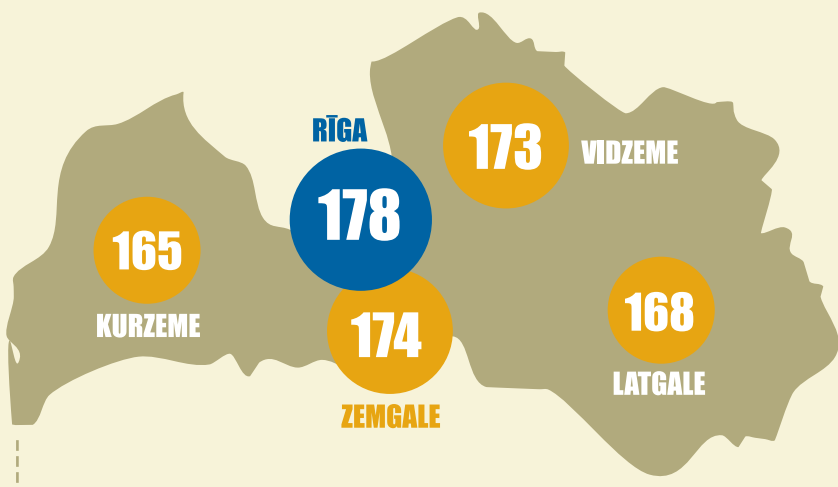 RĪGA
178
173
VIDZEME
165
KURZEME
174
ZEMGALE
168
LATGALE